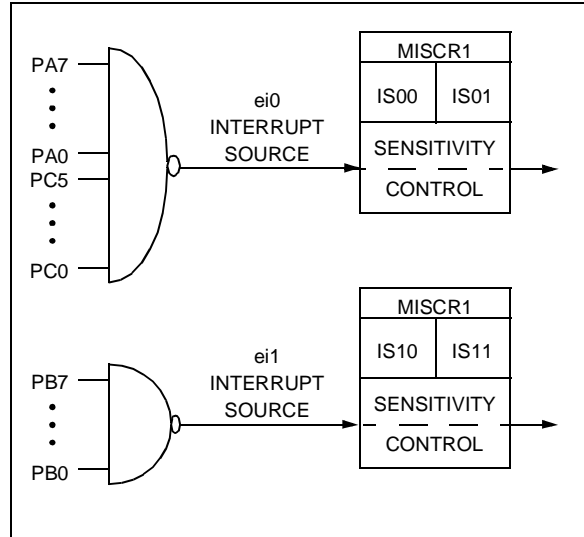 PA7
PA0
PC5
PC0
ei0
INTERRUPT
SOURCE
MISCR1
IS00 IS01
SENSITIVITY
CONTROL
PB7
PB0
ei1
INTERRUPT
SOURCE
MISCR1
IS10 IS11
SENSITIVITY
CONTROL